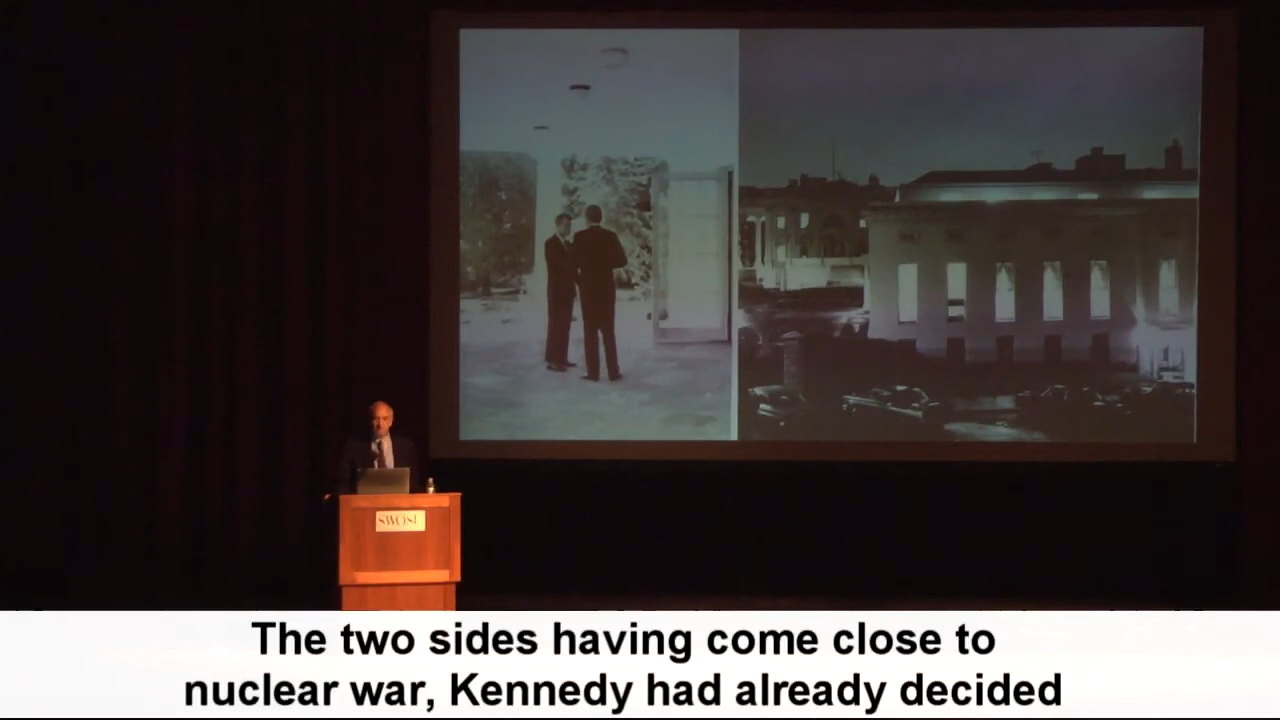 SWOSU
The two sides having come close to
nuclear war, Kennedy had already decided